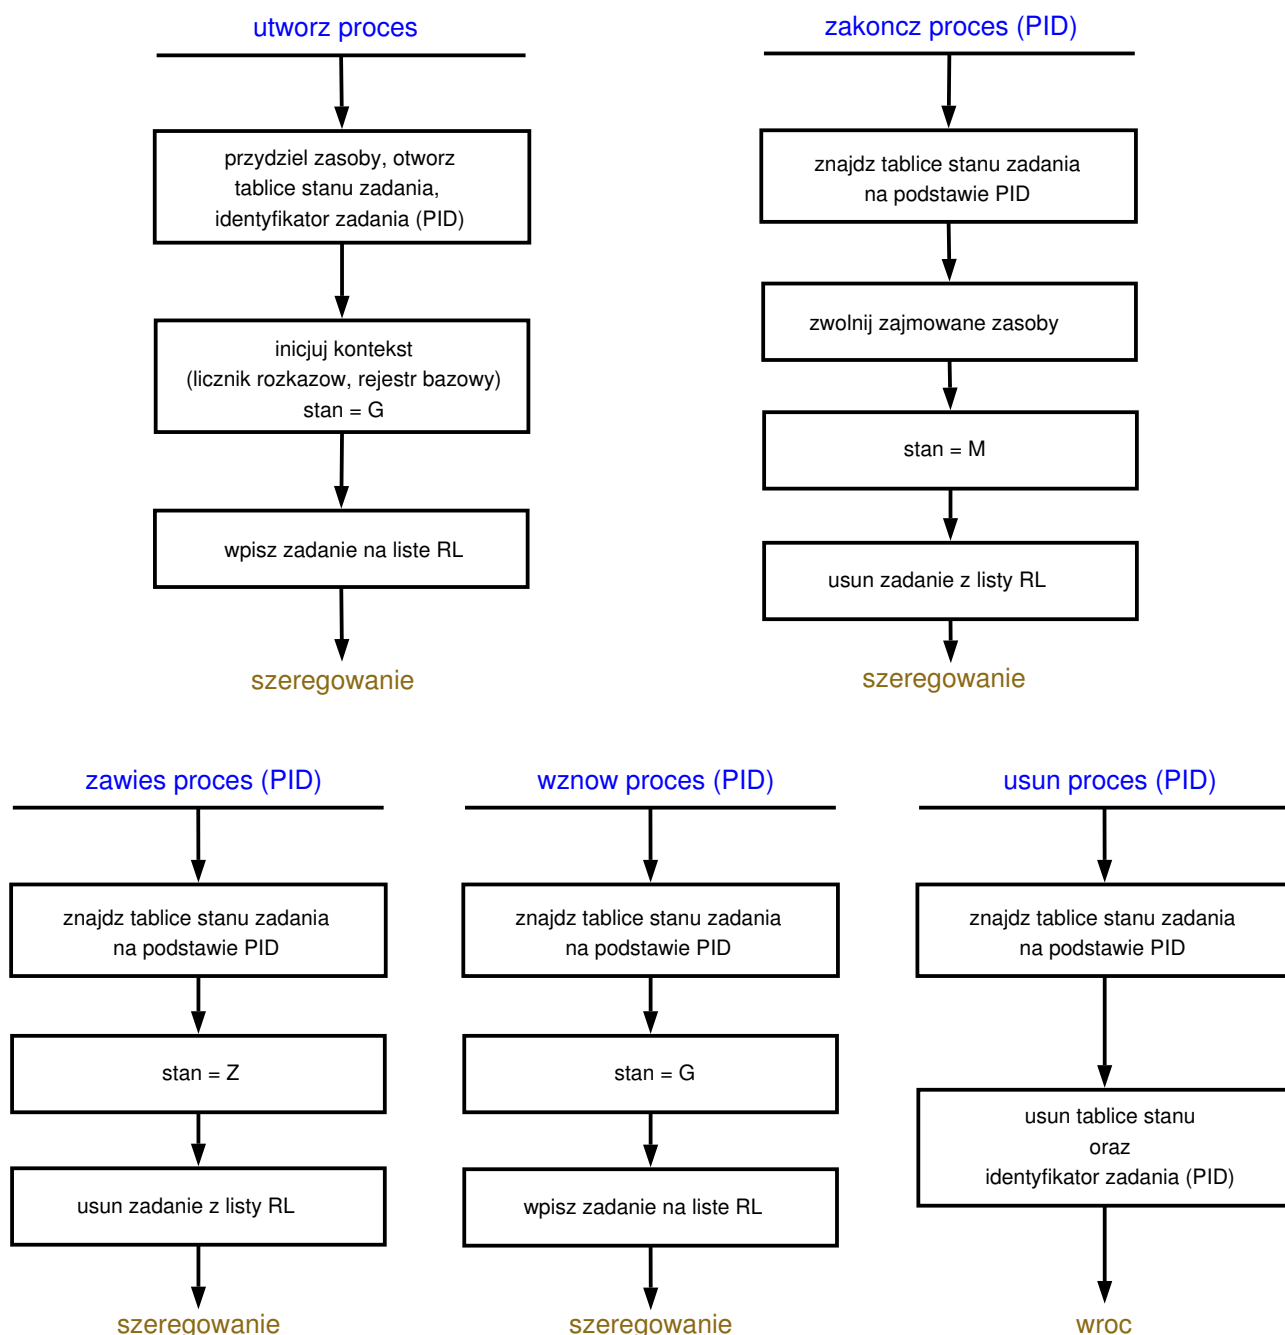 utworz proces
przydziel zasoby, otworz
tablice stanu zadania,
identyfikator zadania (PID)
inicjuj kontekst
(licznik rozkazow, rejestr bazowy)
stan = G
wpisz zadanie na liste RL
szeregowanie
zakoncz proces (PID)
znajdz tablice stanu zadania
na podstawie PID
zwolnij zajmowane zasoby
stan = M
usun zadanie z listy RL
szeregowanie
zawies proces (PID)
znajdz tablice stanu zadania
na podstawie PID
stan = Z
usun zadanie z listy RL
szeregowanie
wznow proces (PID)
znajdz tablice stanu zadania
na podstawie PID
stan = G
wpisz zadanie na liste RL
szeregowanie
usun proces (PID)
znajdz tablice stanu zadania
na podstawie PID
usun tablice stanu
oraz
identyfikator zadania (PID)
wroc